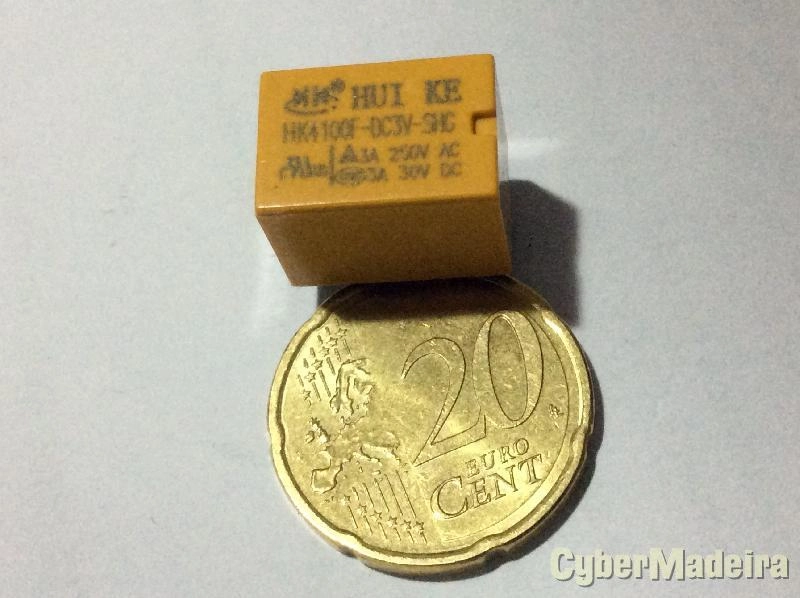 HUI KE
HK4100F-DC3V-SHG
3A 250V AC
3A 30V DC
20
EURO
CENT
CyberMadeira